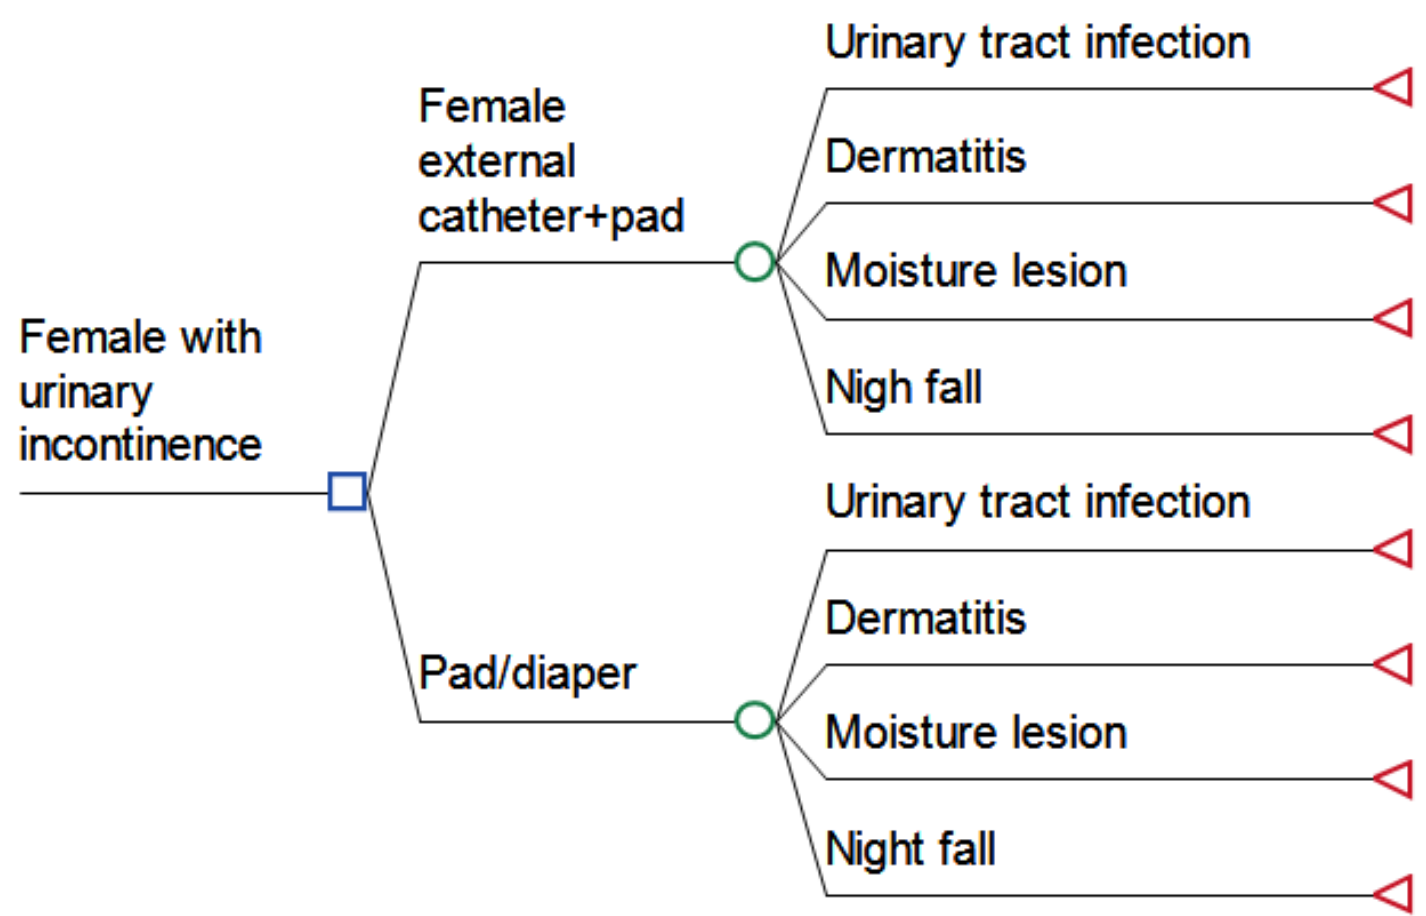 Female with
urinary
incontinence
Female
external
catheter+pad
Urinary tract infection
Dermatitis
Moisture lesion
Nigh fall
Pad/diaper
Urinary tract infection
Dermatitis
Moisture lesion
Night fall